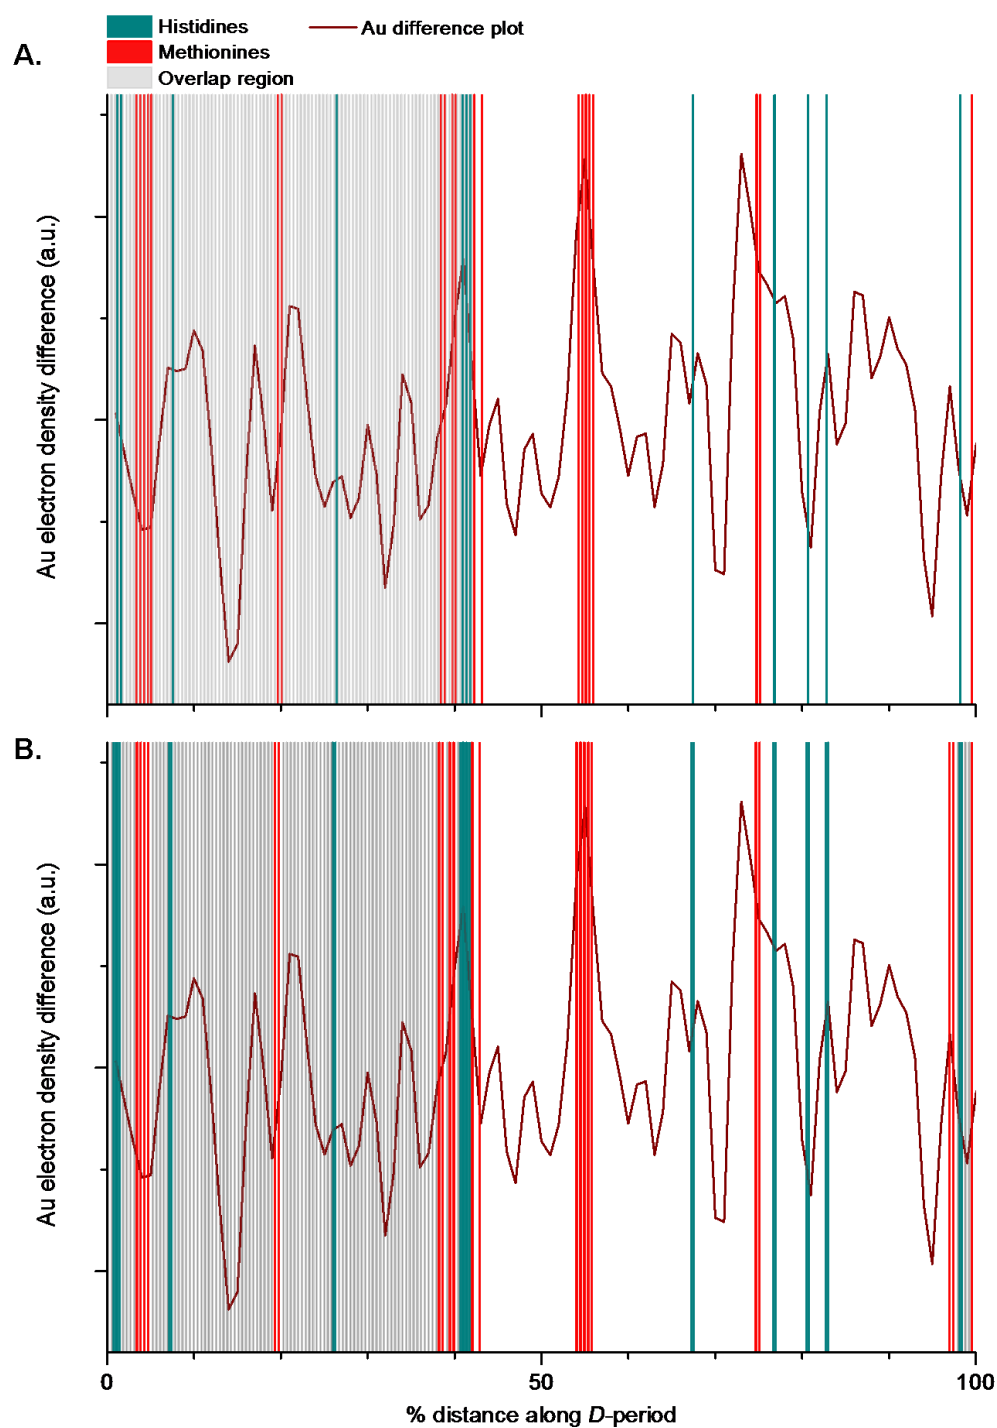 Histidines
Au difference plot
Methionines
Overlap region
A.
Au electron density difference (a.u.)
B.
Au electron density difference (a.u.)
0
50
100
% distance along D-period